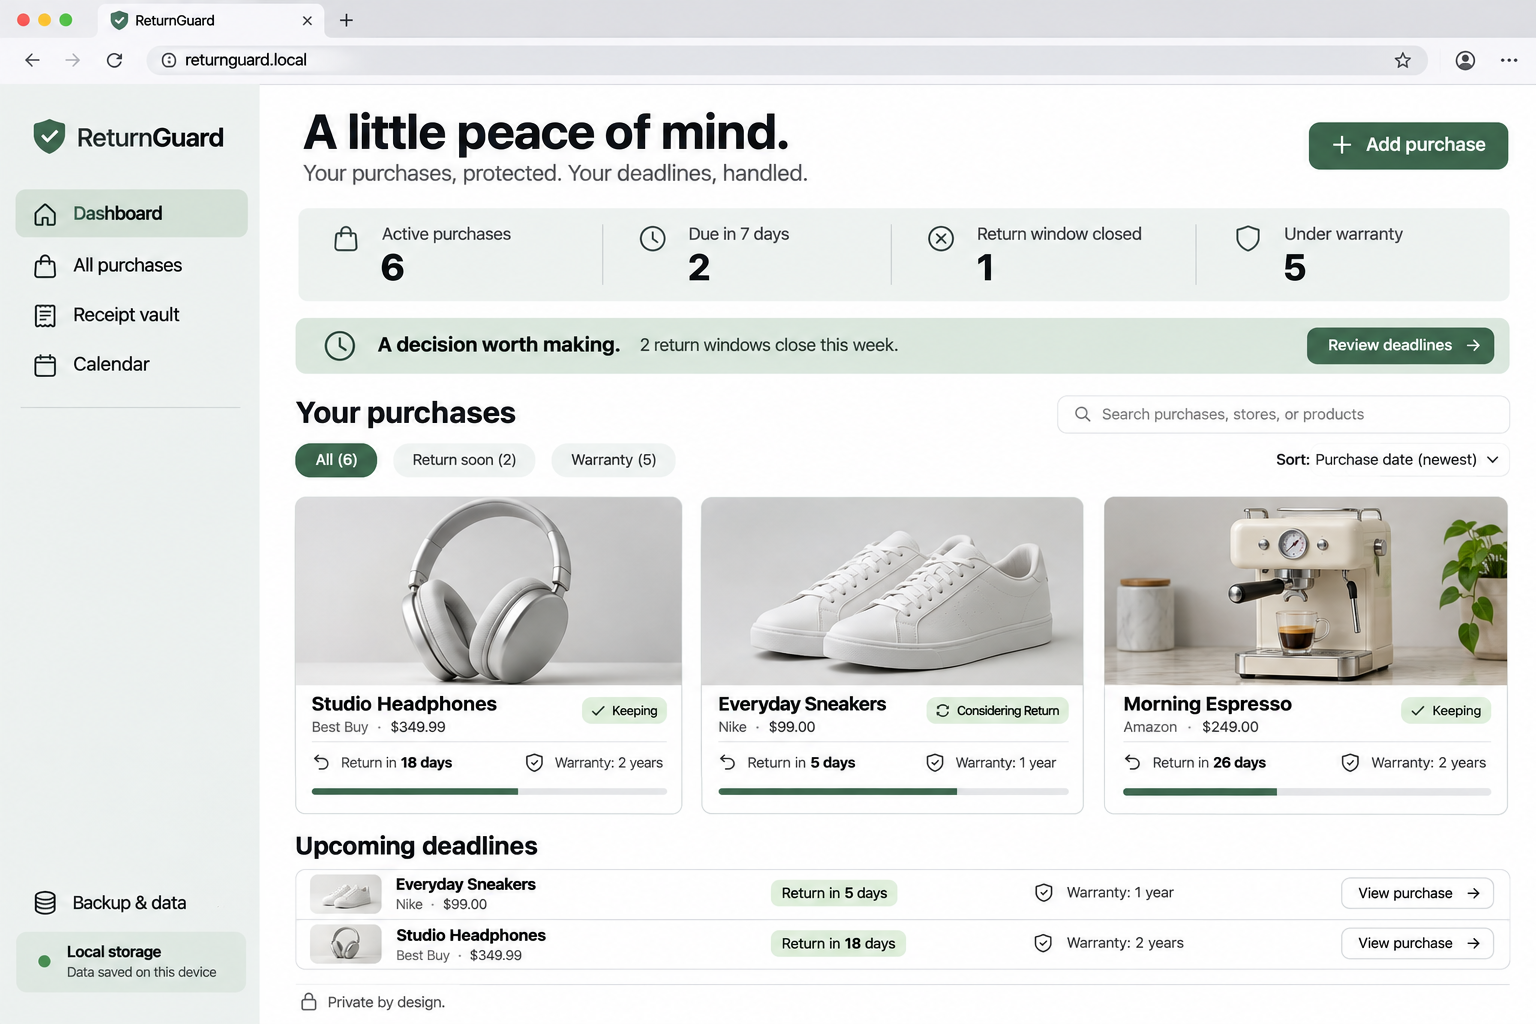 ReturnGuard
returnguard.local
ReturnGuard
Dashboard
All purchases
Receipt vault
Calendar
Backup & data
Local storage
Data saved on this device
A little peace of mind.
Your purchases, protected. Your deadlines, handled.
Add purchase
Active purchases
6
Due in 7 days
2
Return window closed
1
Under warranty
5
A decision worth making.
2 return windows close this week.
Review deadlines
Your purchases
Search purchases, stores, or products
All (6)
Return soon (2)
Warranty (5)
Sort: Purchase date (newest)
Studio Headphones
Best Buy · $349.99
Keeping
Return in 18 days
Warranty: 2 years
Everyday Sneakers
Nike · $99.00
Considering Return
Return in 5 days
Warranty: 1 year
Morning Espresso
Amazon · $249.00
Keeping
Return in 26 days
Warranty: 2 years
Upcoming deadlines
Everyday Sneakers
Nike · $99.00
Return in 5 days
Warranty: 1 year
View purchase
Studio Headphones
Best Buy · $349.99
Return in 18 days
Warranty: 2 years
View purchase
Private by design.